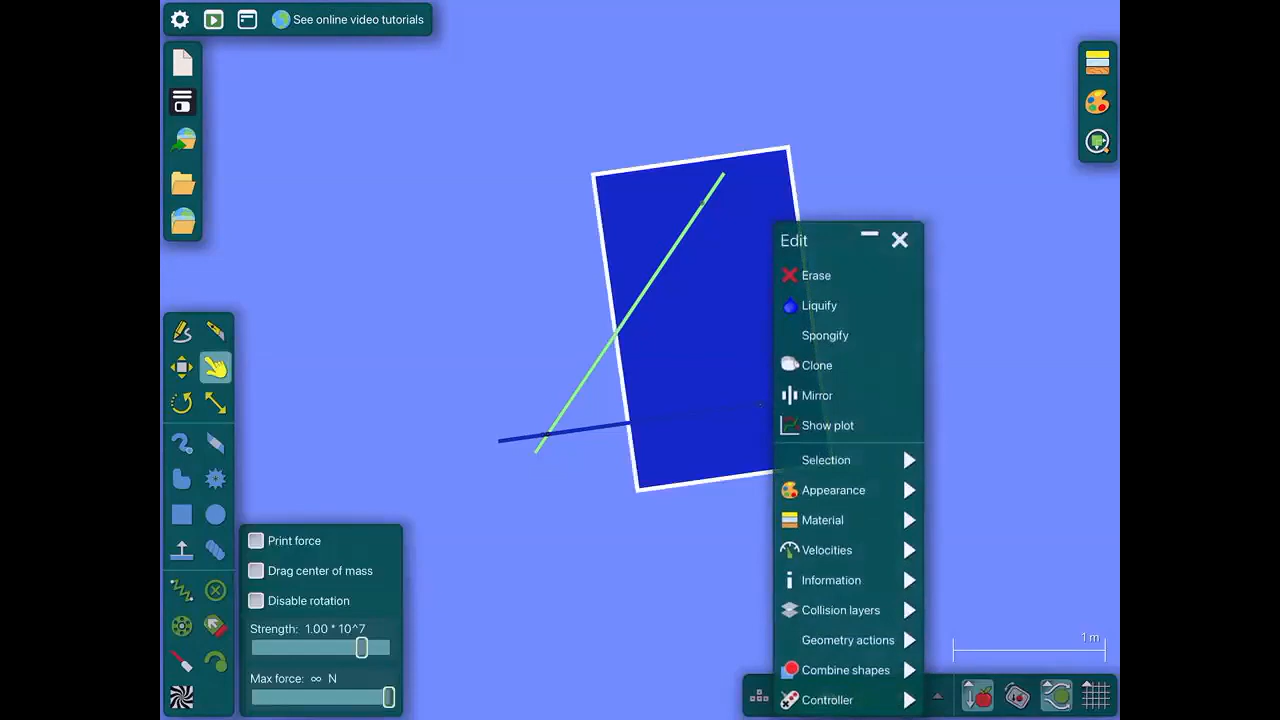 See online video tutorials
Edit
Erase
Liquify
Spongify
Clone
Mirror
Show plot
Selection
Appearance
Material
Velocities
Information
Collision layers
Geometry actions
Combine shapes
Controller
Print force
Drag center of mass
Disable rotation
Strength: 1.00 * 10^7
Max force: ∞ N
1 m